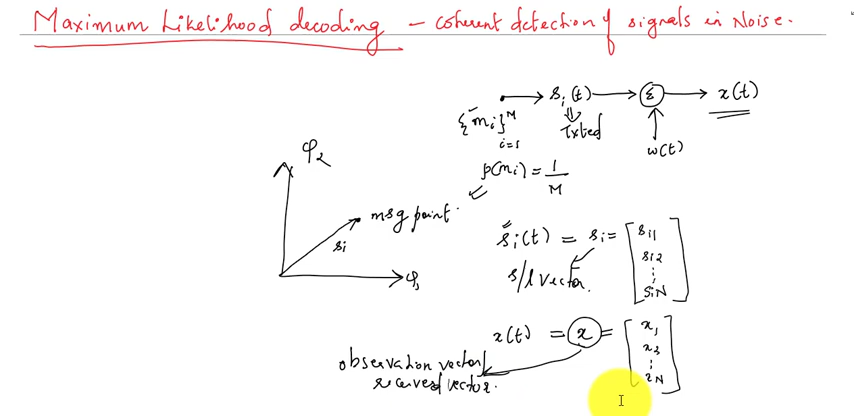 Maximum Likelihood decoding - coherent detection of signals in Noise.
{mi}^M i=1 → si(t) → Σ → x(t)
Txted
w(t)
p(mi) = 1/M
φ2
msg point.
si
φ1
si(t) = si = [si1 si2 ⋮ siN]
s/l vector.
x(t) = x = [x1 x2 ⋮ xN]
observation vector/
received vector.